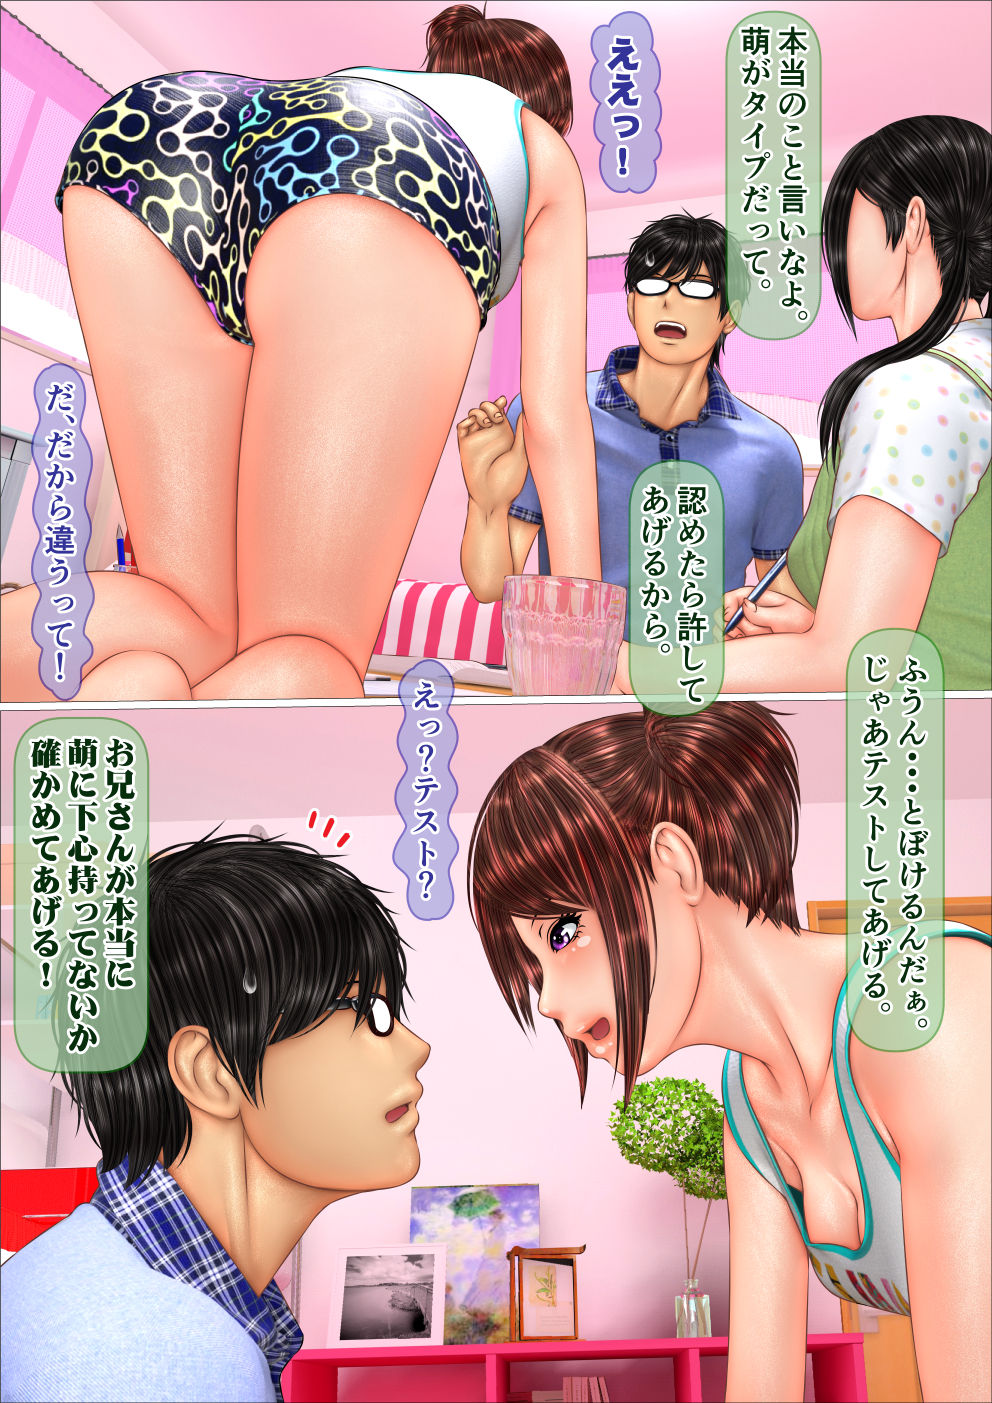 本当のこと言いなよ。
萌がタイプだって。
ええっ！
認めたら許して
あげるから。
だ、だから違うって！
ふうん・・・とぼけるんだぁ。
じゃあテストしてあげる。
えっ？テスト？
お兄さんが本当に
萌に下心持ってないか
確かめてあげる！